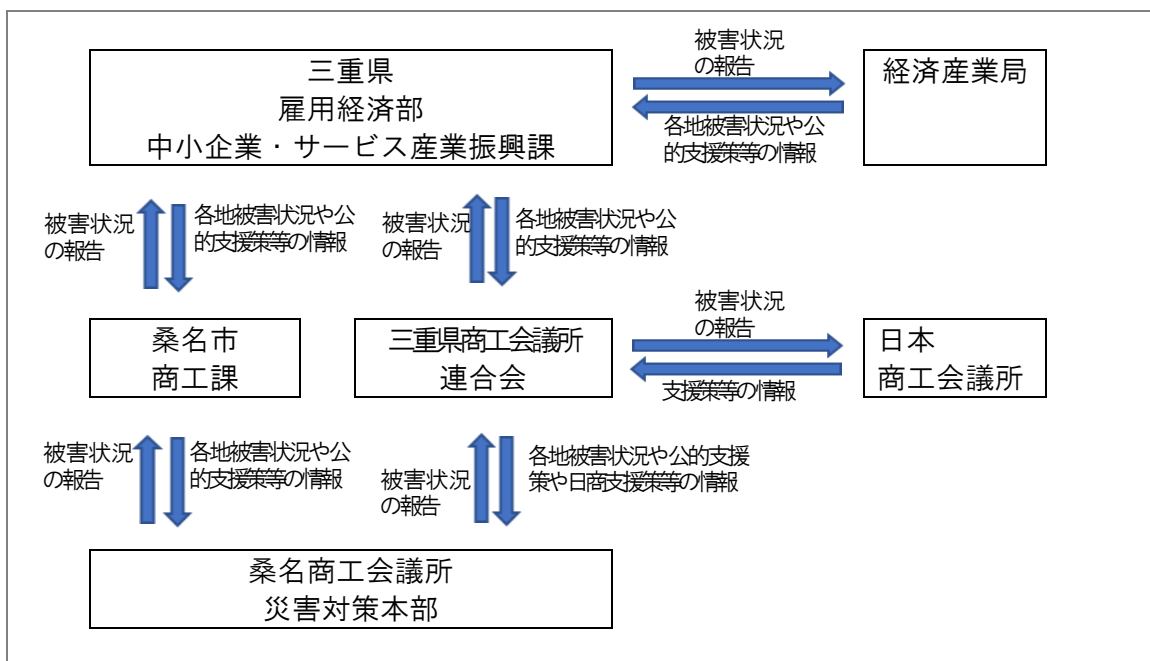 三重県
雇用経済部
中小企業・サービス産業振興課
被害状況
の報告
各地被害状況や公
的支援策等の情報
経済産業局
被害状況
の報告
各地被害状況や公
的支援策等の情報
被害状況
の報告
各地被害状況や公
的支援策等の情報
桑名市
商工課
三重県商工会議所
連合会
被害状況
の報告
支援策等の情報
日本
商工会議所
被害状況
の報告
各地被害状況や公
的支援策等の情報
被害状況
の報告
各地被害状況や公的支援
策や日商支援策等の情報
桑名商工会議所
災害対策本部